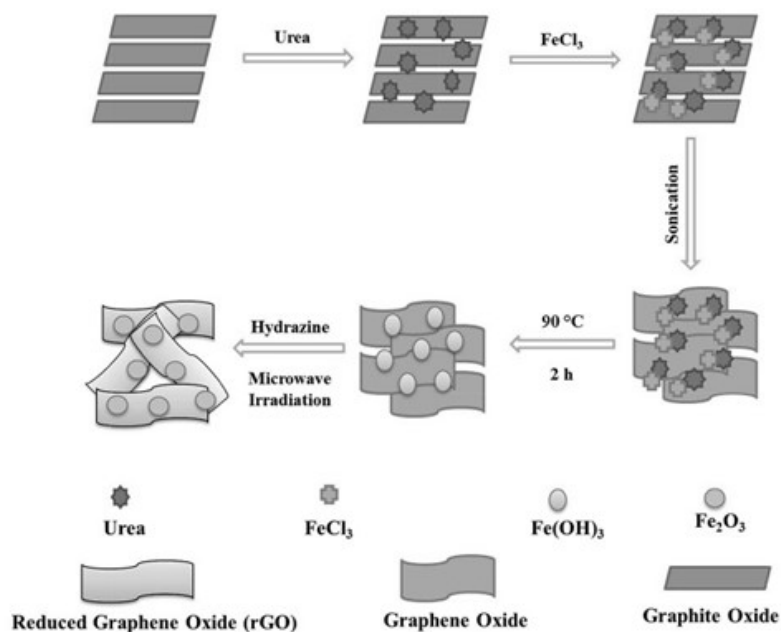 Urea
FeCl₃
Sonication
90 °C
2 h
Hydrazine
Microwave
Irradiation
Urea
FeCl₃
Fe(OH)₃
Fe₂O₃
Reduced Graphene Oxide (rGO)
Graphene Oxide
Graphite Oxide